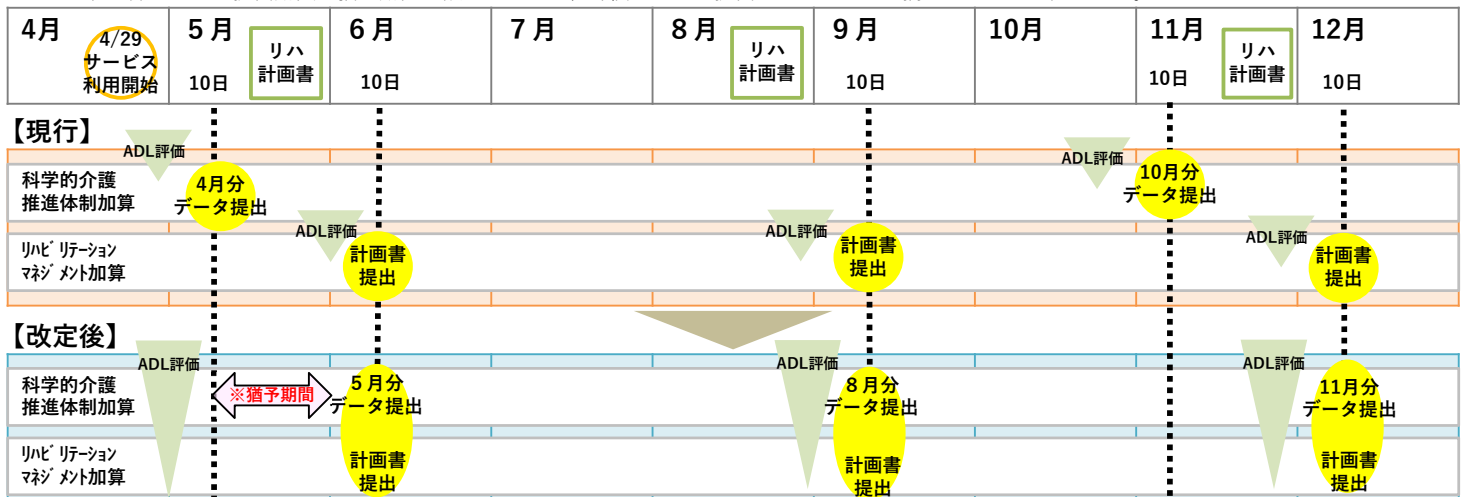 4月
4/29
サービス
利用開始
5月
10日
リハ
計画書
6月
10日
7月
8月
リハ
計画書
9月
10日
10月
11月
10日
リハ
計画書
12月
10日
【現行】
ADL評価
ADL評価
科学的介護
推進体制加算
4月分
データ提出
10月分
データ提出
ADL評価
ADL評価
ADL評価
リハビリテーション
マネジメント加算
計画書
提出
計画書
提出
計画書
提出
【改定後】
ADL評価
ADL評価
ADL評価
科学的介護
推進体制加算
※猶予期間
5月分
データ提出
8月分
データ提出
11月分
データ提出
リハビリテーション
マネジメント加算
計画書
提出
計画書
提出
計画書
提出